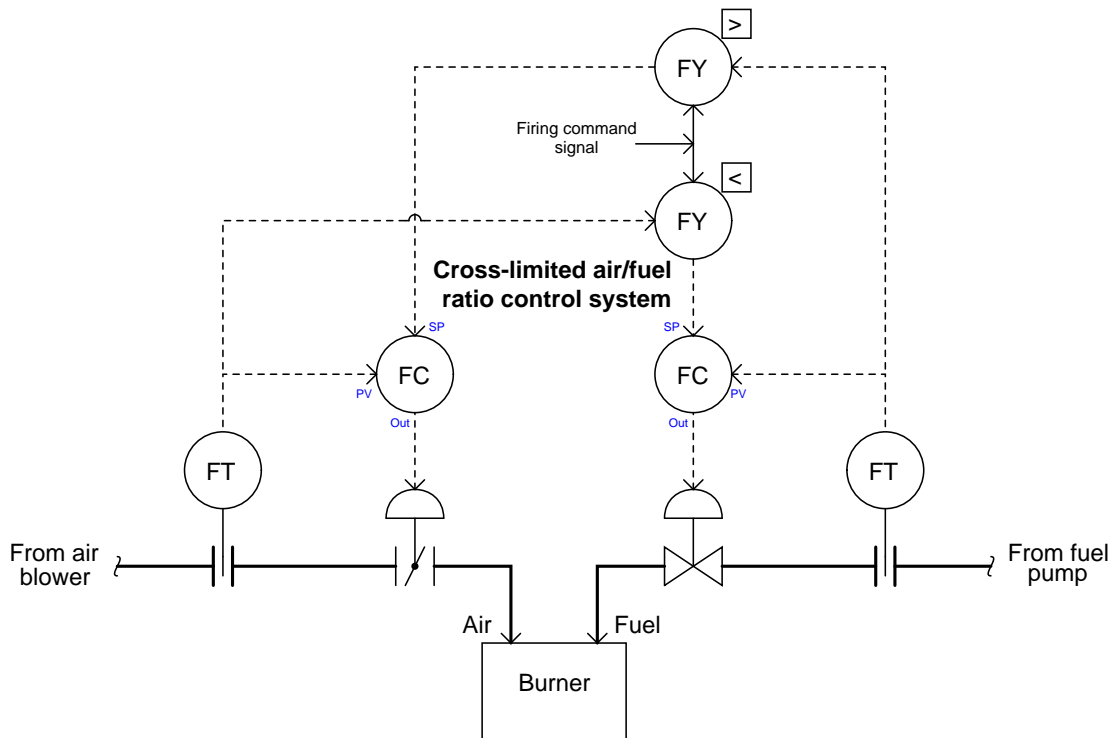 >
FY
Firing command
signal
<
FY
Cross-limited air/fuel
ratio control system
SP
SP
FC
FC
PV
PV
Out
Out
FT
FT
From air
blower
From fuel
pump
Air
Fuel
Burner